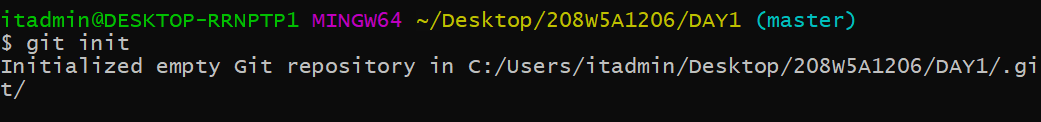 itadmin@DESKTOP-RRNPTP1 MINGW64 ~/Desktop/208W5A1206/DAY1 (master)
$ git init
Initialized empty Git repository in C:/Users/itadmin/Desktop/208W5A1206/DAY1/.gi
t/